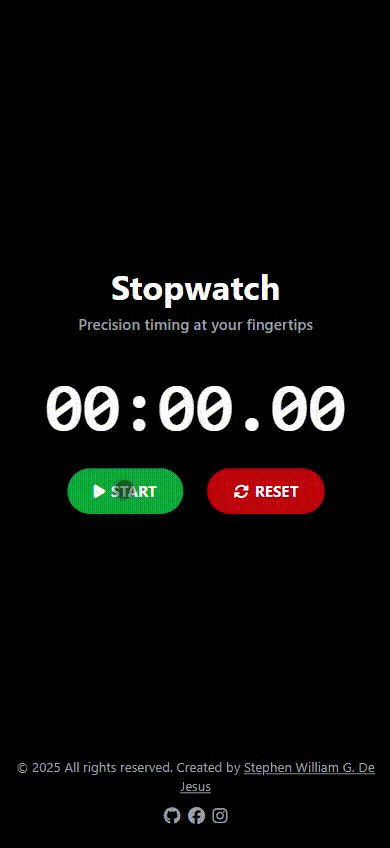 Stopwatch
Precision timing at your fingertips
00:00.00
START
RESET
© 2025 All rights reserved. Created by Stephen William G. De
Jesus